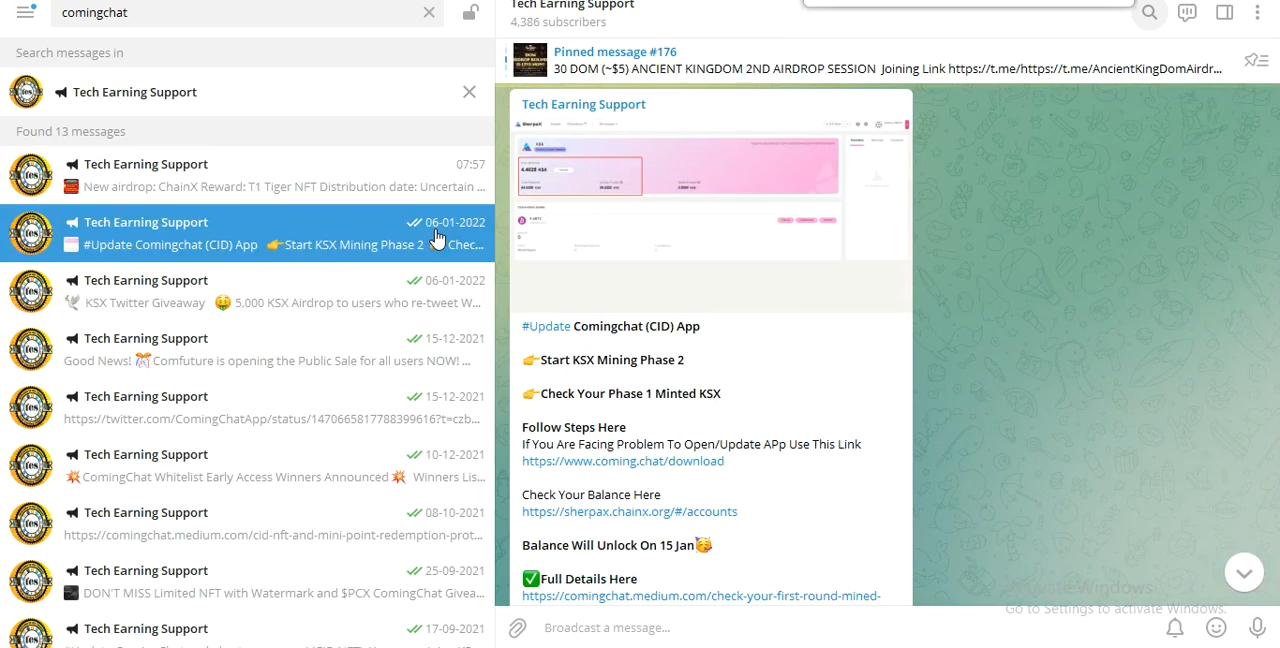 comingchat
Search messages in
Tech Earning Support
Found 13 messages
Tech Earning Support 07:57
New airdrop: ChainX Reward: T1 Tiger NFT Distribution date: Uncertain ...
Tech Earning Support 06-01-2022
#Update Comingchat (CID) App 👉Start KSX Mining Phase 2 Chec...
Tech Earning Support 06-01-2022
KSX Twitter Giveaway 🤑 5,000 KSX Airdrop to users who re-tweet W...
Tech Earning Support 15-12-2021
Good News! 🎊 Comfuture is opening the Public Sale for all users NOW! ...
Tech Earning Support 15-12-2021
https://twitter.com/ComingChatApp/status/1470665817788399616?t=czb...
Tech Earning Support 10-12-2021
💥ComingChat Whitelist Early Access Winners Announced 💥 Winners Lis...
Tech Earning Support 08-10-2021
https://comingchat.medium.com/cid-nft-and-mini-point-redemption-prot...
Tech Earning Support 25-09-2021
DON'T MISS Limited NFT with Watermark and $PCX ComingChat Givea...
Tech Earning Support 17-09-2021
Tech Earning Support
4,386 subscribers
Pinned message #176
30 DOM (~$5) ANCIENT KINGDOM 2ND AIRDROP SESSION Joining Link https://t.me/https://t.me/AncientKingDomAirdr...
Tech Earning Support
SherpaX
#Update Comingchat (CID) App
👉Start KSX Mining Phase 2
👉Check Your Phase 1 Minted KSX
Follow Steps Here
If You Are Facing Problem To Open/Update APp Use This Link
https://www.coming.chat/download
Check Your Balance Here
https://sherpax.chainx.org/#/accounts
Balance Will Unlock On 15 Jan🥳
✅Full Details Here
https://comingchat.medium.com/check-your-first-round-mined-
Activate Windows
Go to Settings to activate Windows.
Broadcast a message...